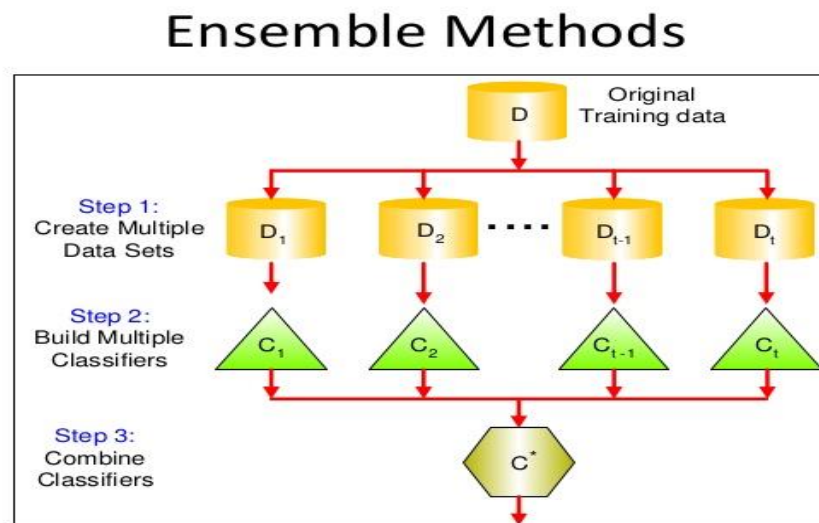 Ensemble Methods
D
Original
Training data
Step 1:
Create Multiple
Data Sets
D1
D2
....
Dt-1
Dt
Step 2:
Build Multiple
Classifiers
C1
C2
Ct-1
Ct
Step 3:
Combine
Classifiers
C*